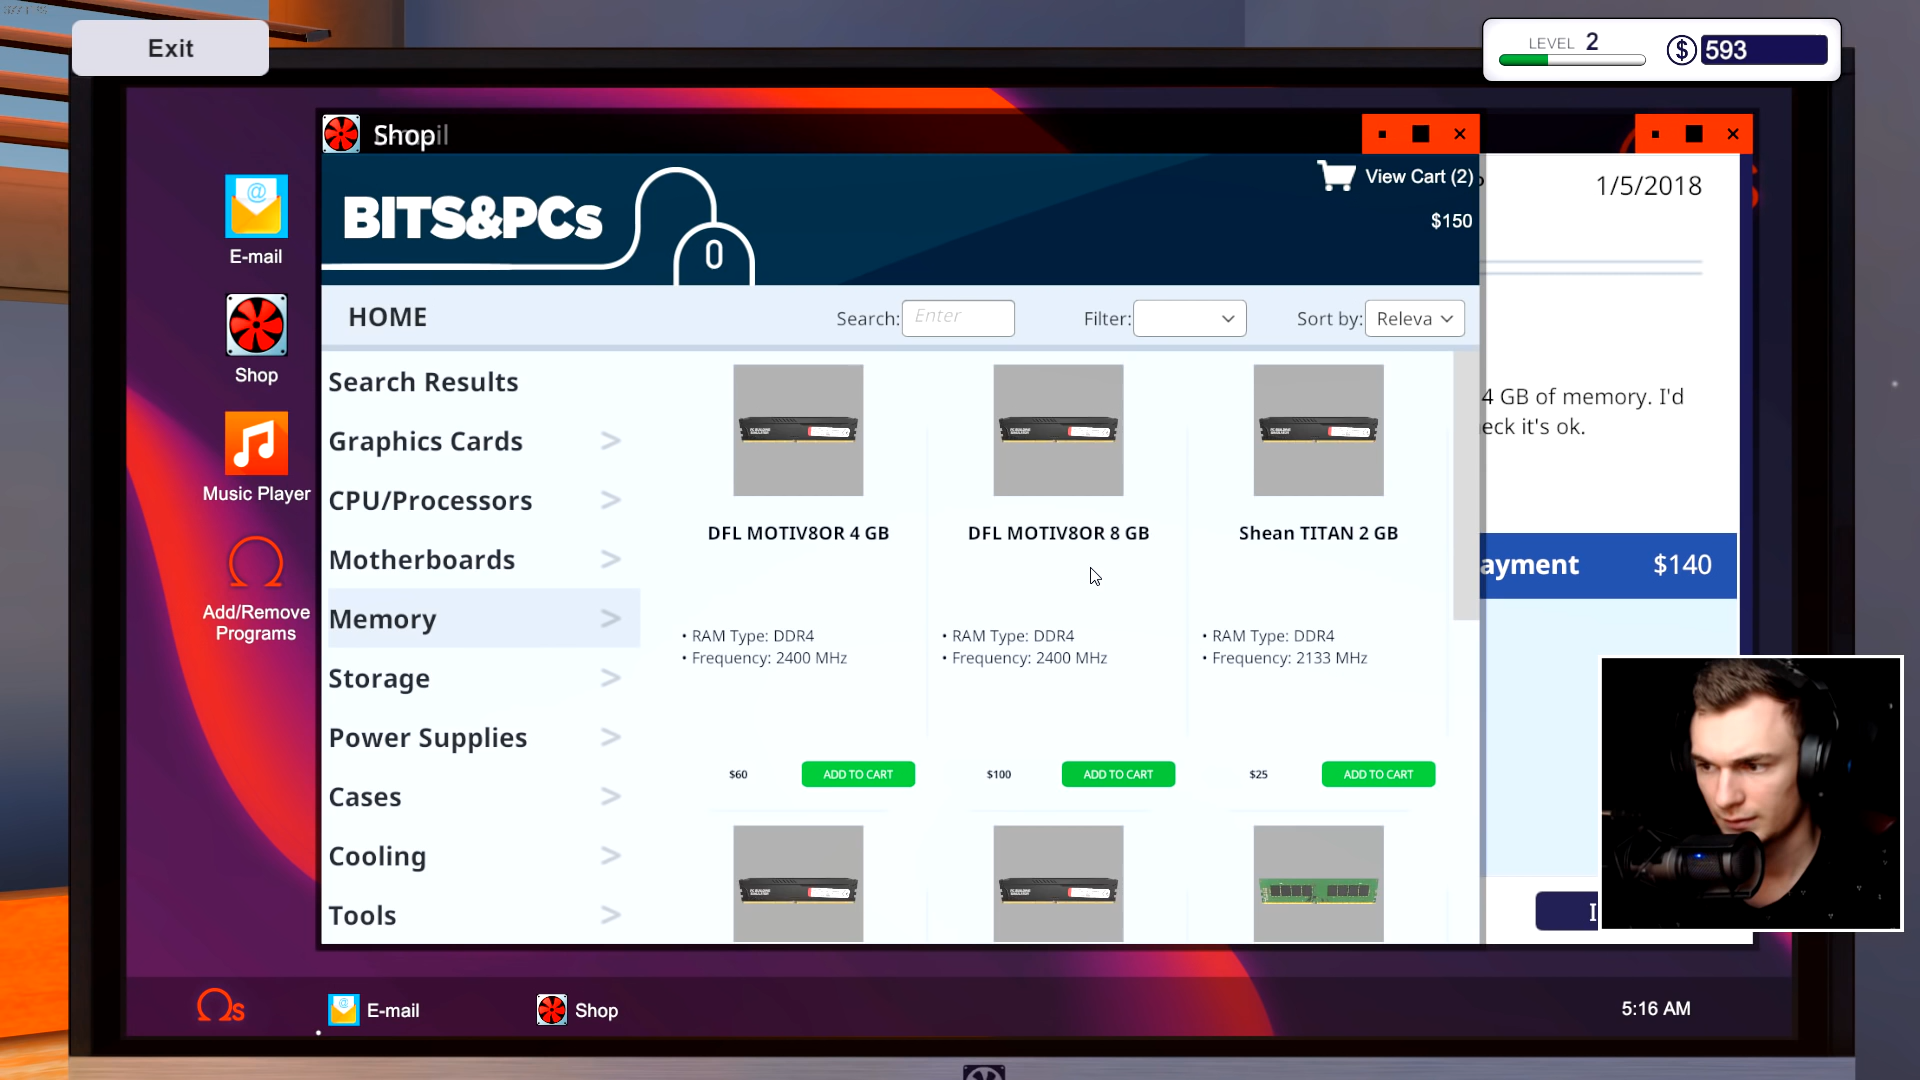 Exit
LEVEL 2
$ 593
Shop
1/5/2018
View Cart (2)
$150
BITS&PCs
HOME
Search: Enter
Filter:
Sort by: Releva
E-mail
Shop
Music Player
Add/Remove
Programs
Search Results
Graphics Cards >
CPU/Processors >
Motherboards >
Memory >
Storage >
Power Supplies >
Cases >
Cooling >
Tools >
DFL MOTIV8OR 4 GB
• RAM Type: DDR4
• Frequency: 2400 MHz
$60
ADD TO CART
DFL MOTIV8OR 8 GB
• RAM Type: DDR4
• Frequency: 2400 MHz
$100
ADD TO CART
Shean TITAN 2 GB
• RAM Type: DDR4
• Frequency: 2133 MHz
$25
ADD TO CART
4 GB of memory. I'd
eck it's ok.
ayment $140
Ωs
E-mail
Shop
5:16 AM